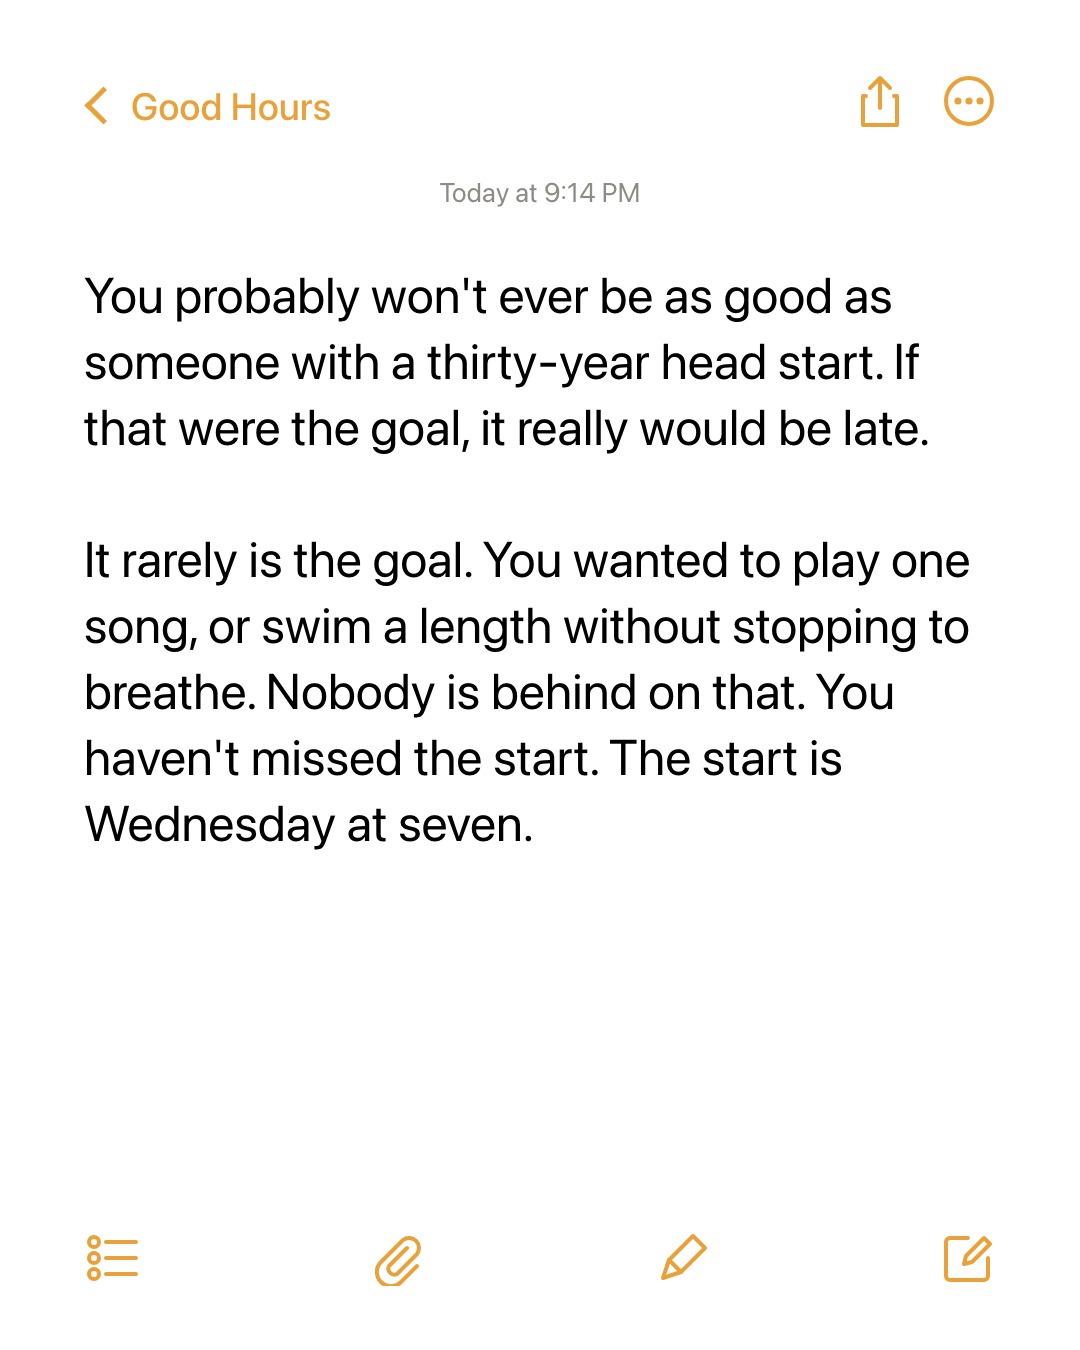 Good Hours
Today at 9:14 PM
You probably won't ever be as good as
someone with a thirty-year head start. If
that were the goal, it really would be late.
It rarely is the goal. You wanted to play one
song, or swim a length without stopping to
breathe. Nobody is behind on that. You
haven't missed the start. The start is
Wednesday at seven.